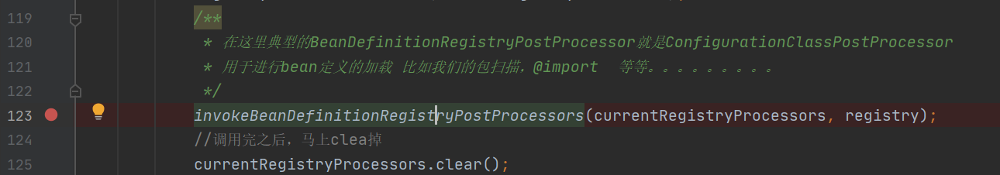 119 /**
120 * 在这里典型的BeanDefinitionRegistryPostProcessor就是ConfigurationClassPostProcessor
121 * 用于进行bean定义的加载 比如我们的包扫描，@import  等等。。。。。。。。。
122 */
123 invokeBeanDefinitionRegistryPostProcessors(currentRegistryProcessors, registry);
124 //调用完之后，马上clea掉
125 currentRegistryProcessors.clear();